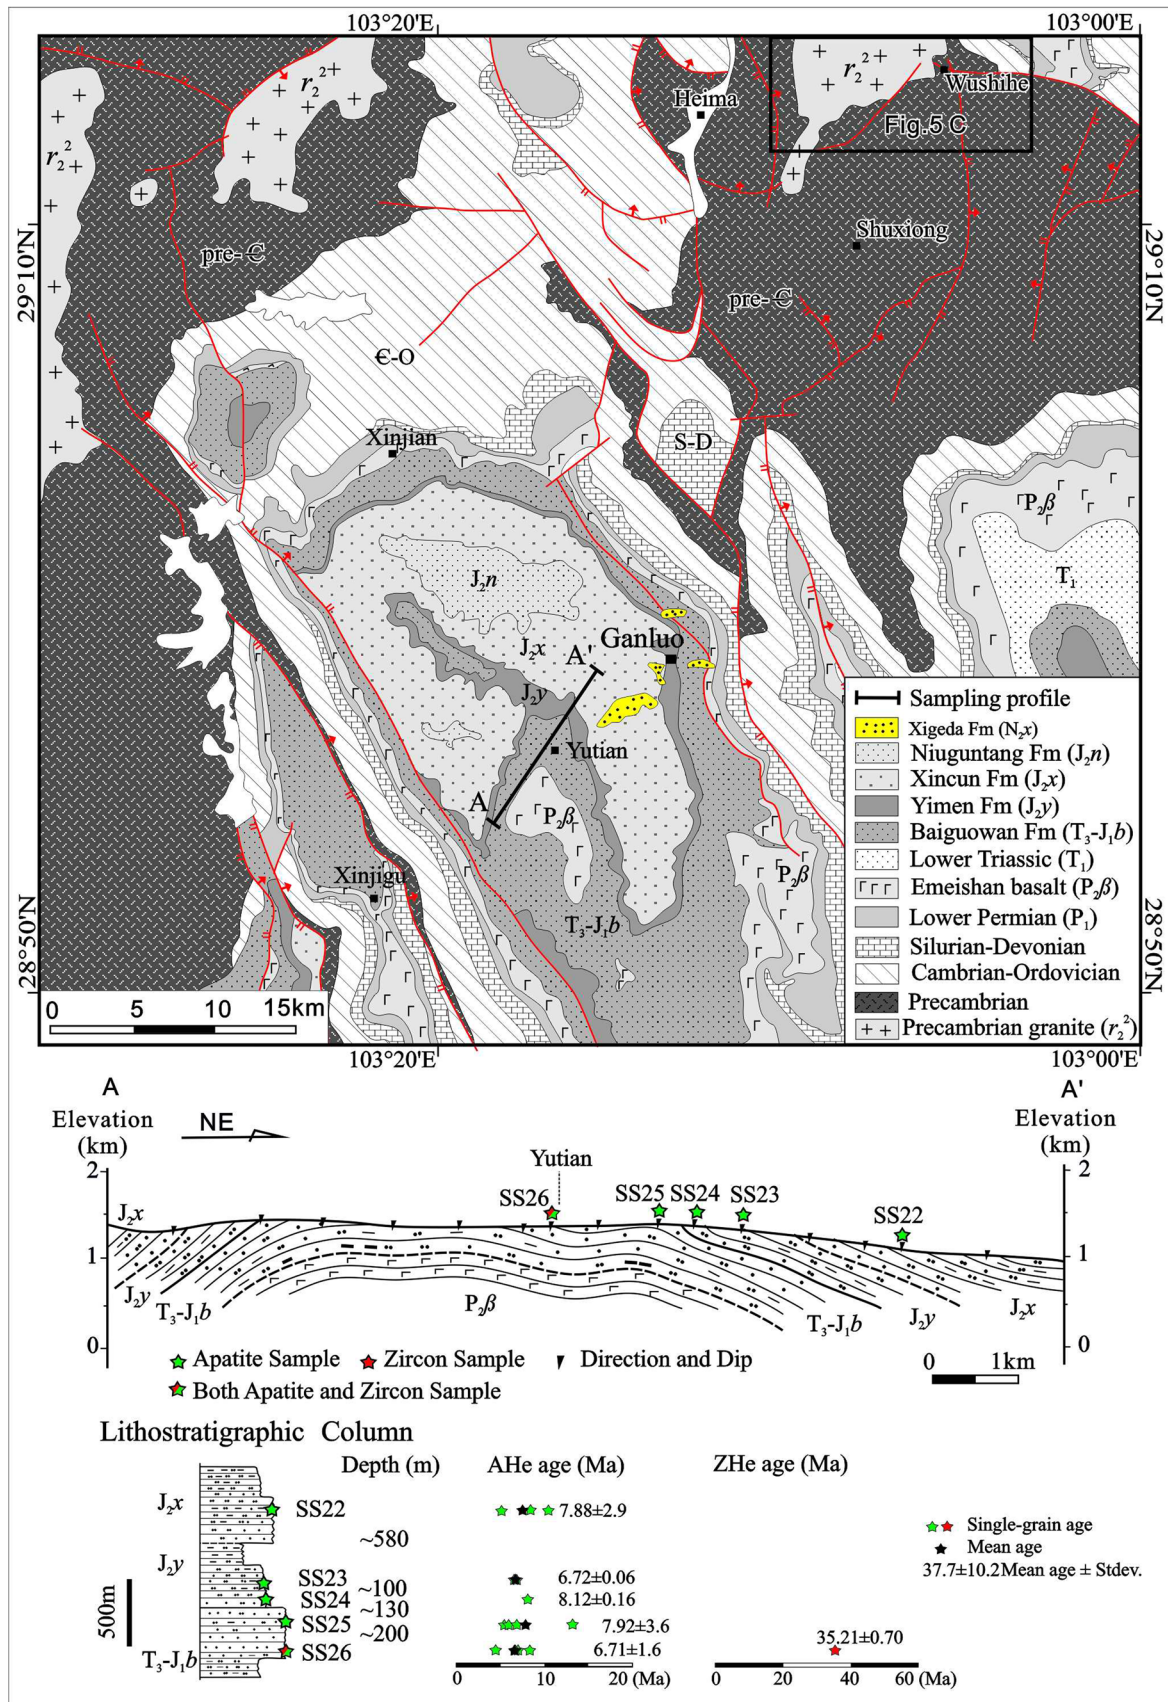 103°20'E
103°00'E
r₂²
r₂²
Heima
Wushihe
r₂²
Fig.5 C
pre-Є
Shuxiong
29°10'N
29°10'N
pre-Є
Є-O
Xinjian
S-D
P₂β
T₁
J₂n
Ganluo
J₂x
A'
J₂y
Yutian
A
P₂β
Xinjigu
P₂β
T₃-J₁b
28°50'N
28°50'N
Sampling profile
Xigeda Fm (N₂x)
Niuguntang Fm (J₂n)
Xincun Fm (J₂x)
Yimen Fm (J₂y)
Baiguowan Fm (T₃-J₁b)
Lower Triassic (T₁)
Emeishan basalt (P₂β)
Lower Permian (P₁)
Silurian-Devonian
Cambrian-Ordovician
Precambrian
Precambrian granite (r₂²)
0 5 10 15km
103°20'E
103°00'E
A
A'
Elevation
(km)
NE
Elevation
(km)
Yutian
2
2
SS26
SS25
SS24
SS23
SS22
J₂x
1
1
J₂y
T₃-J₁b
P₂β
T₃-J₁b
J₂y
J₂x
0
0
Apatite Sample
Zircon Sample
Direction and Dip
0 1km
Both Apatite and Zircon Sample
Lithostratigraphic Column
Depth (m)
AHe age (Ma)
ZHe age (Ma)
J₂x
SS22
7.88±2.9
Single-grain age
~580
Mean age
J₂y
37.7±10.2Mean age ± Stdev.
SS23
6.72±0.06
~100
SS24
8.12±0.16
500m
~130
SS25
7.92±3.6
~200
35.21±0.70
T₃-J₁b
SS26
6.71±1.6
0 10 20 (Ma)
0 20 40 60 (Ma)